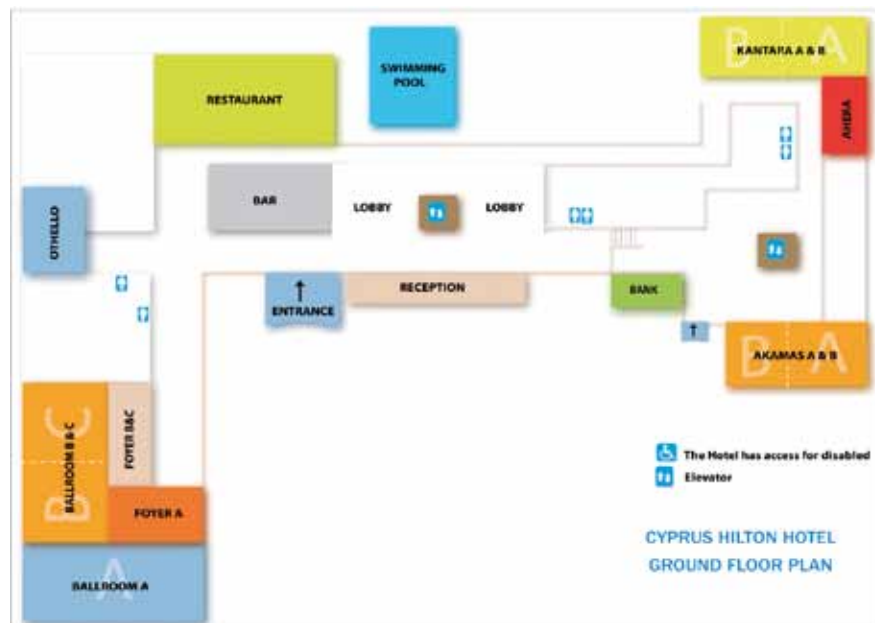 B A
KANTARA A & B
SWIMMING
POOL
RESTAURANT
AHERA
BAR
LOBBY
LOBBY
OTHELLO
RECEPTION
BANK
↑
ENTRANCE
↑
AKAMAS A & B
B A
BALLROOM B & C
B C
FOYER B&C
FOYER A
BALLROOM A
A
The Hotel has access for disabled
Elevator
CYPRUS HILTON HOTEL
GROUND FLOOR PLAN